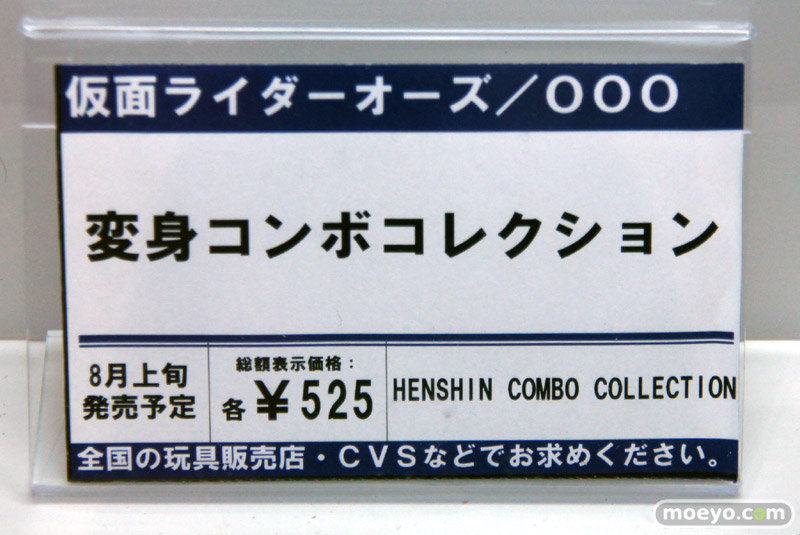 仮面ライダーオーズ／OOO
変身コンボコレクション
8月上旬
発売予定
総額表示価格：
各￥525
HENSHIN COMBO COLLECTION
全国の玩具販売店・CVSなどでお求めください。
moeyo.com